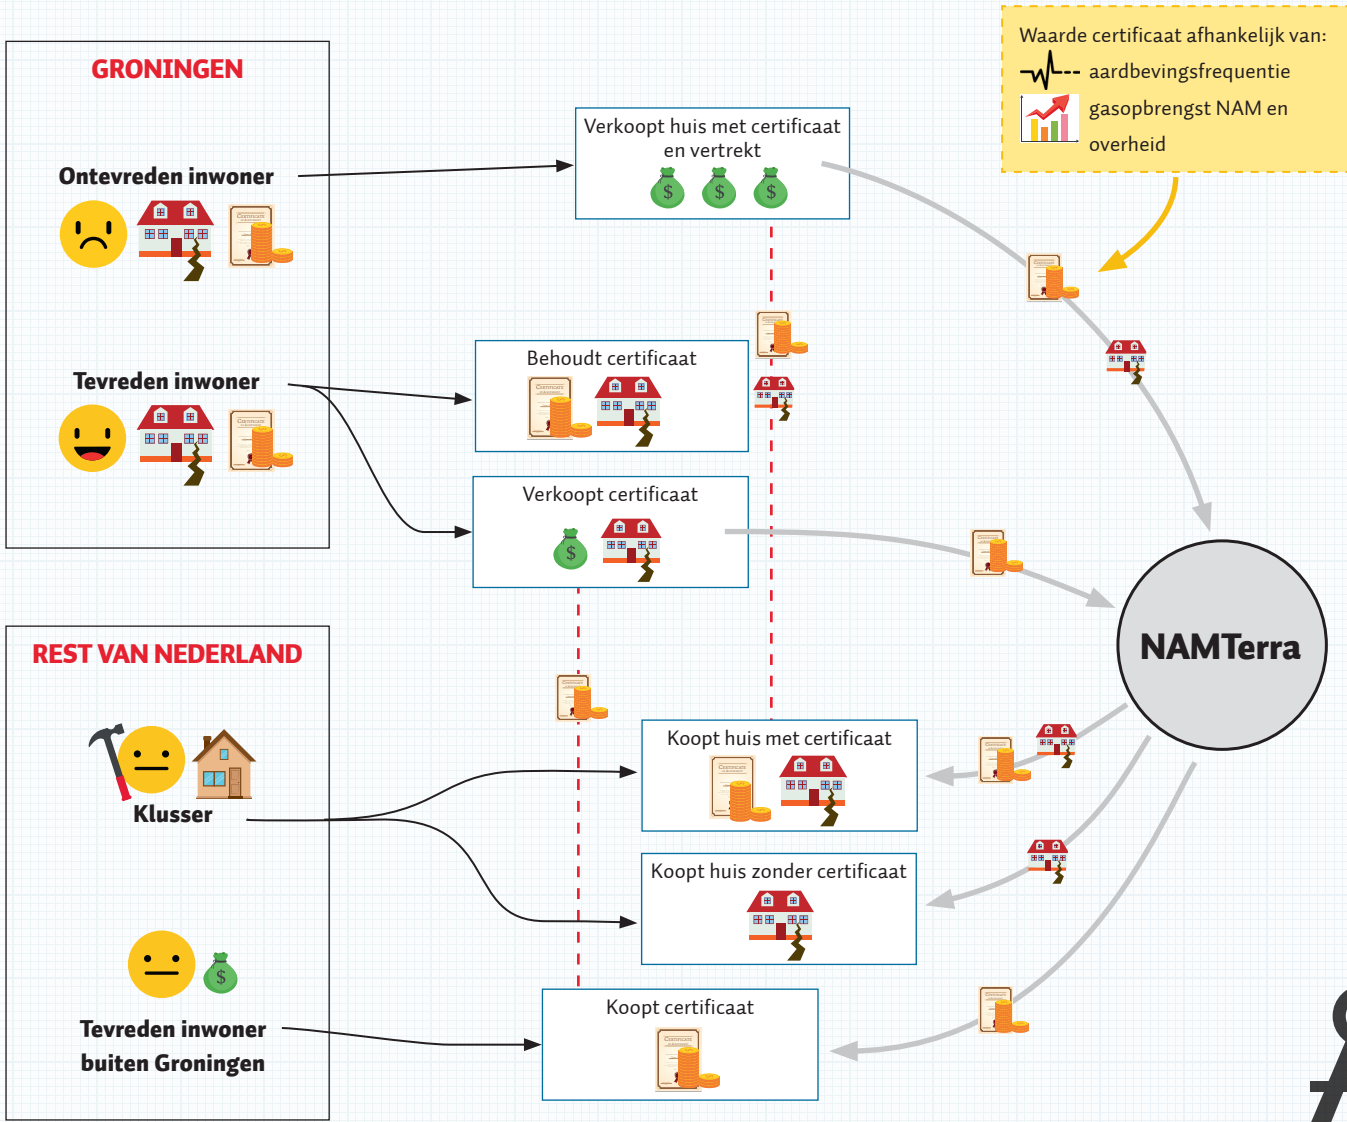 GRONINGEN
Ontevreden inwoner
Tevreden inwoner
Verkoopt huis met certificaat
en vertrekt
Waarde certificaat afhankelijk van:
aardbevingsfrequentie
gasopbrengst NAM en
overheid
Behoudt certificaat
Verkoopt certificaat
NAMTerra
REST VAN NEDERLAND
Klusser
Tevreden inwoner
buiten Groningen
Koopt huis met certificaat
Koopt huis zonder certificaat
Koopt certificaat